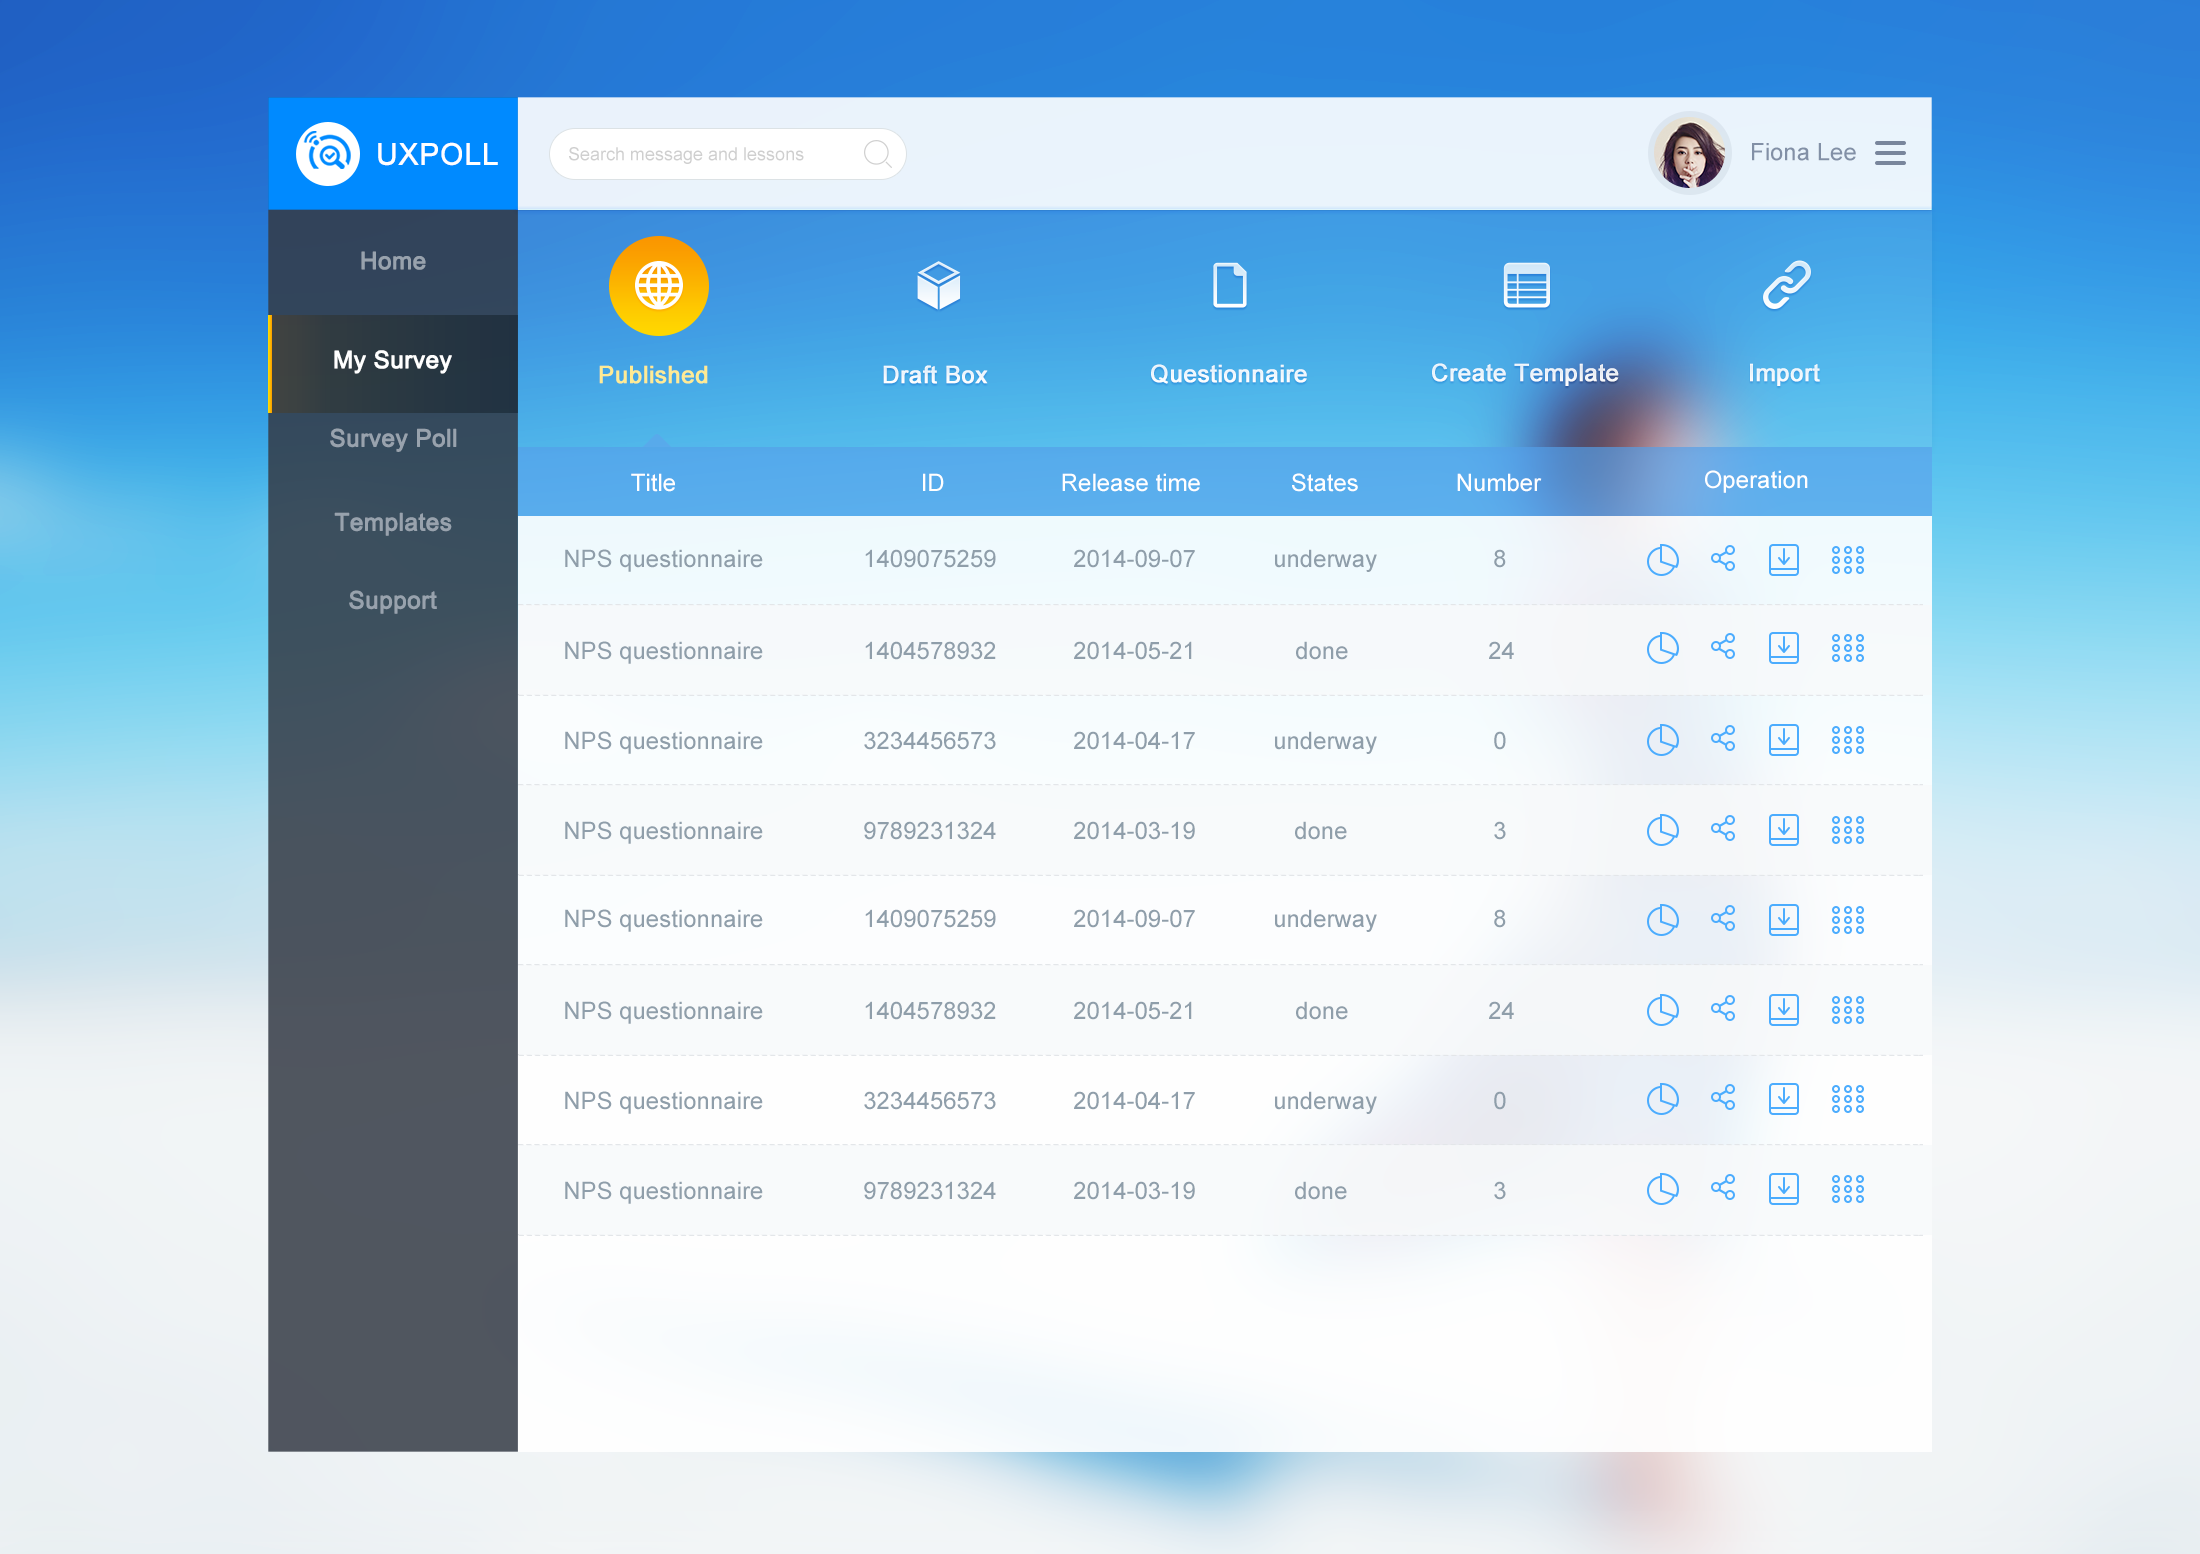 UXPOLL
Search message and lessons
Fiona Lee
Home
My Survey
Survey Poll
Templates
Support
Published
Draft Box
Questionnaire
Create Template
Import
Title ID Release time States Number Operation
NPS questionnaire 1409075259 2014-09-07 underway 8
NPS questionnaire 1404578932 2014-05-21 done 24
NPS questionnaire 3234456573 2014-04-17 underway 0
NPS questionnaire 9789231324 2014-03-19 done 3
NPS questionnaire 1409075259 2014-09-07 underway 8
NPS questionnaire 1404578932 2014-05-21 done 24
NPS questionnaire 3234456573 2014-04-17 underway 0
NPS questionnaire 9789231324 2014-03-19 done 3